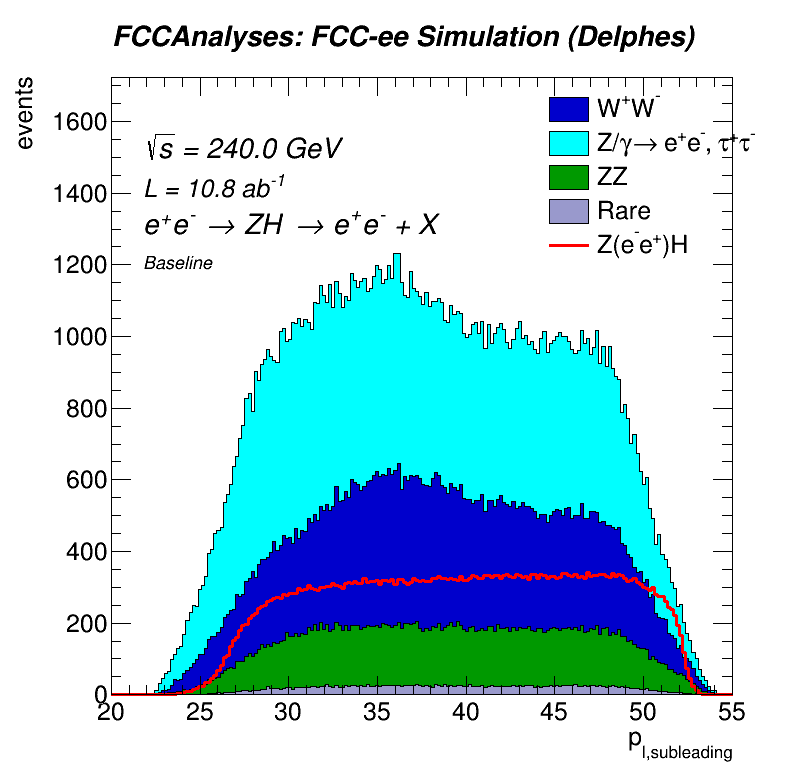 FCCAnalyses: FCC-ee Simulation (Delphes)
events
√s = 240.0 GeV
L = 10.8 ab⁻¹
e⁺e⁻ → ZH → e⁺e⁻ + X
Baseline
W⁺W⁻
Z/γ→ e⁺e⁻, τ⁺τ⁻
ZZ
Rare
Z(e⁻e⁺)H
1600
1400
1200
1000
800
600
400
200
0
20 25 30 35 40 45 50 55
p_l,subleading